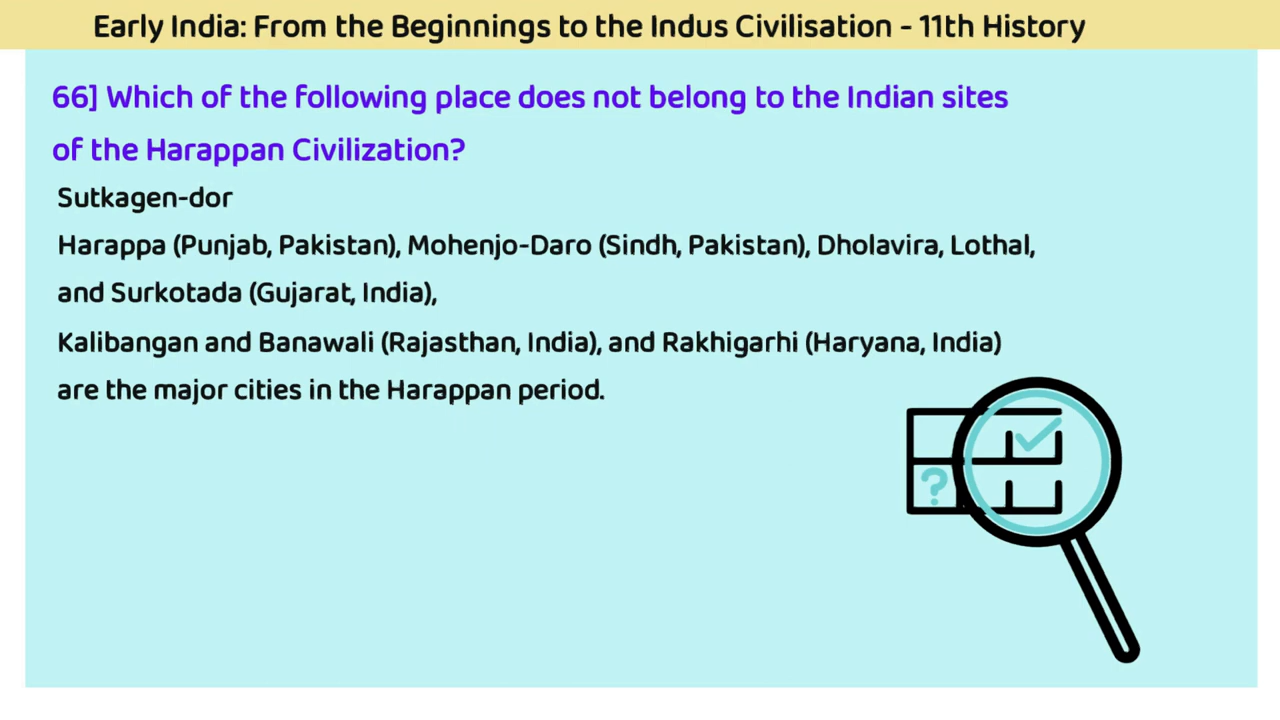 Early India: From the Beginnings to the Indus Civilisation - 11th History
66] Which of the following place does not belong to the Indian sites
of the Harappan Civilization?
Sutkagen-dor
Harappa (Punjab, Pakistan), Mohenjo-Daro (Sindh, Pakistan), Dholavira, Lothal,
and Surkotada (Gujarat, India),
Kalibangan and Banawali (Rajasthan, India), and Rakhigarhi (Haryana, India)
are the major cities in the Harappan period.
?